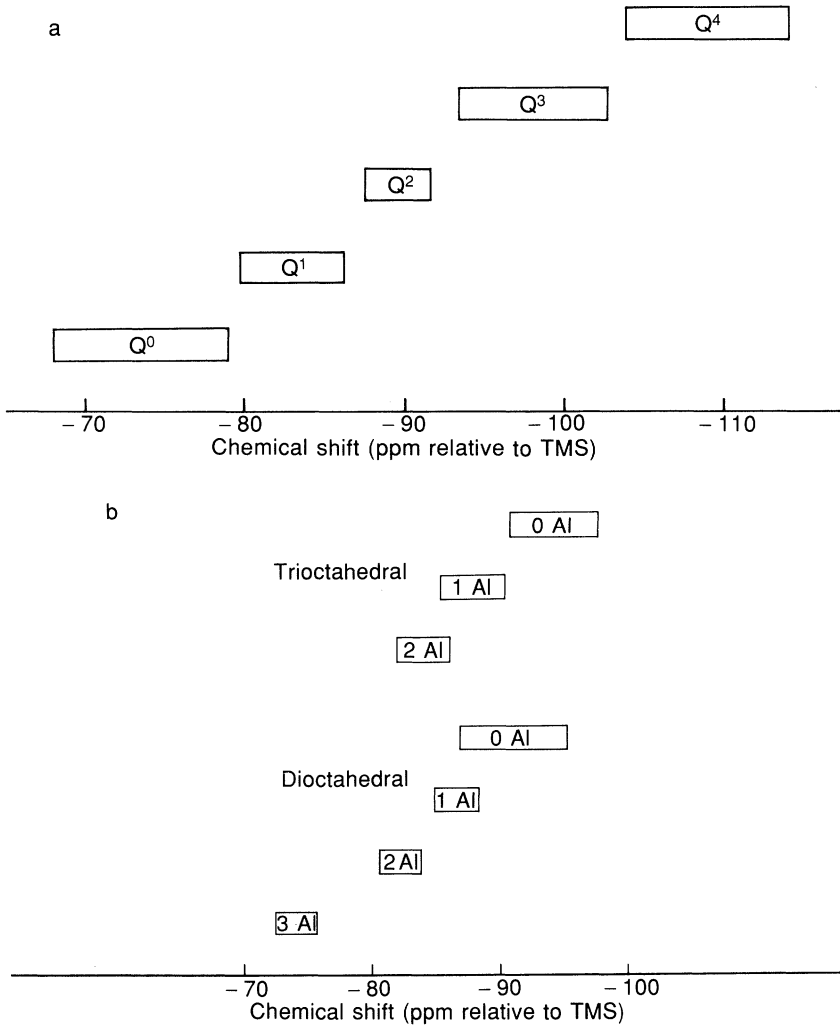 a
Q⁴
Q³
Q²
Q¹
Q⁰
– 70 – 80 – 90 – 100 – 110
Chemical shift (ppm relative to TMS)
b
0 Al
Trioctahedral
1 Al
2 Al
0 Al
Dioctahedral
1 Al
2 Al
3 Al
– 70 – 80 – 90 – 100
Chemical shift (ppm relative to TMS)